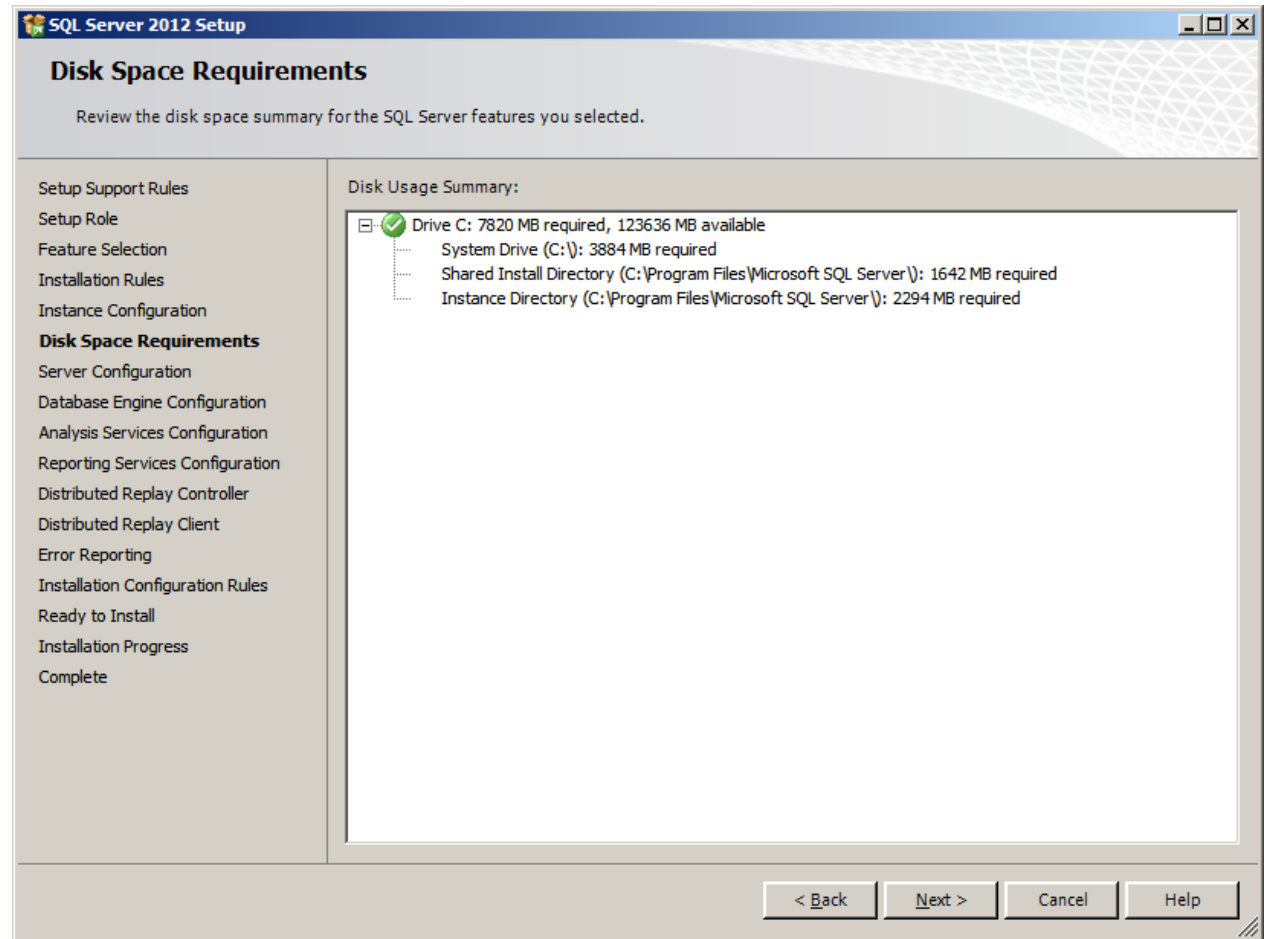 SQL Server 2012 Setup
Disk Space Requirements
Review the disk space summary for the SQL Server features you selected.
Setup Support Rules
Setup Role
Feature Selection
Installation Rules
Instance Configuration
Disk Space Requirements
Server Configuration
Database Engine Configuration
Analysis Services Configuration
Reporting Services Configuration
Distributed Replay Controller
Distributed Replay Client
Error Reporting
Installation Configuration Rules
Ready to Install
Installation Progress
Complete
Disk Usage Summary:
Drive C: 7820 MB required, 123636 MB available
System Drive (C:\): 3884 MB required
Shared Install Directory (C:\Program Files\Microsoft SQL Server\): 1642 MB required
Instance Directory (C:\Program Files\Microsoft SQL Server\): 2294 MB required
< Back Next > Cancel Help